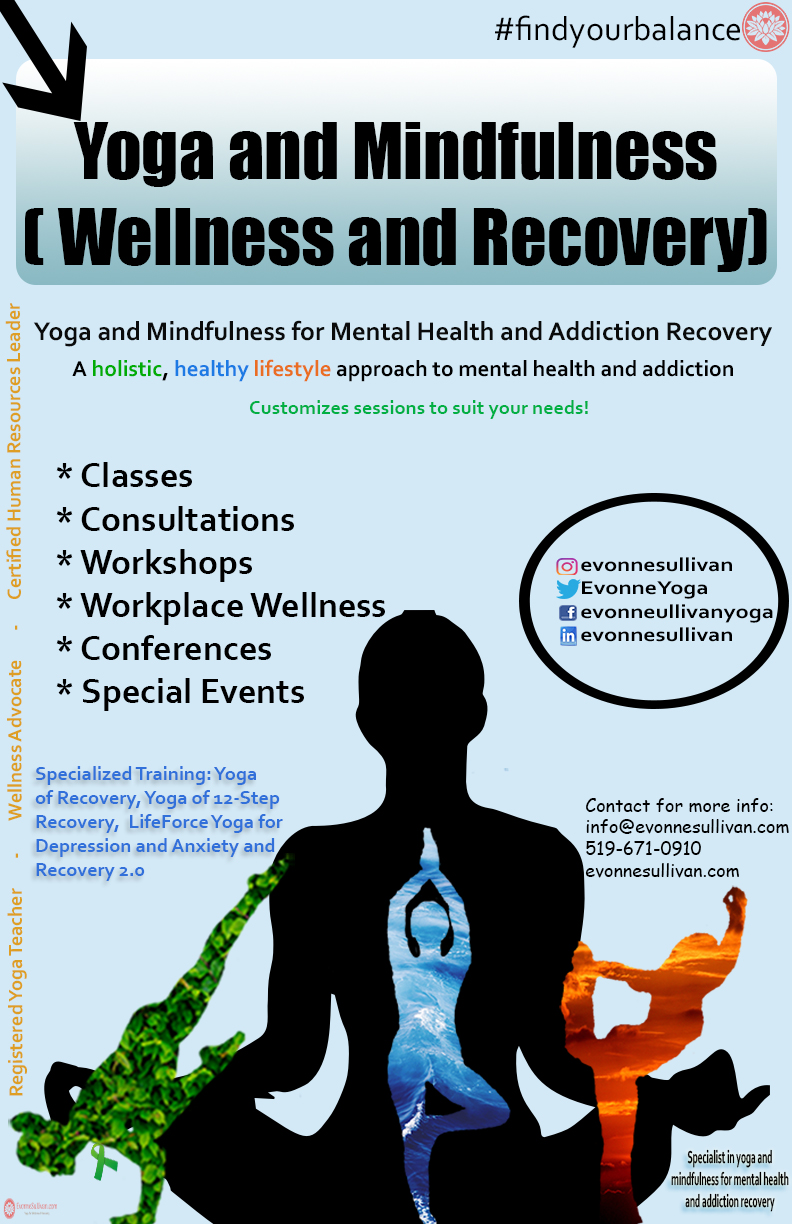 #findyourbalance
Yoga and Mindfulness
( Wellness and Recovery)
Yoga and Mindfulness for Mental Health and Addiction Recovery
A holistic, healthy lifestyle approach to mental health and addiction
Customizes sessions to suit your needs!
* Classes
* Consultations
* Workshops
* Workplace Wellness
* Conferences
* Special Events
evonnesullivan
EvonneYoga
evonneullivanyoga
evonnesullivan
Specialized Training: Yoga
of Recovery, Yoga of 12-Step
Recovery, LifeForce Yoga for
Depression and Anxiety and
Recovery 2.0
Contact for more info:
info@evonnesullivan.com
519-671-0910
evonnesullivan.com
Registered Yoga Teacher - Wellness Advocate - Certified Human Resources Leader
Specialist in yoga and
mindfulness for mental health
and addiction recovery
EvonneSullivan.com